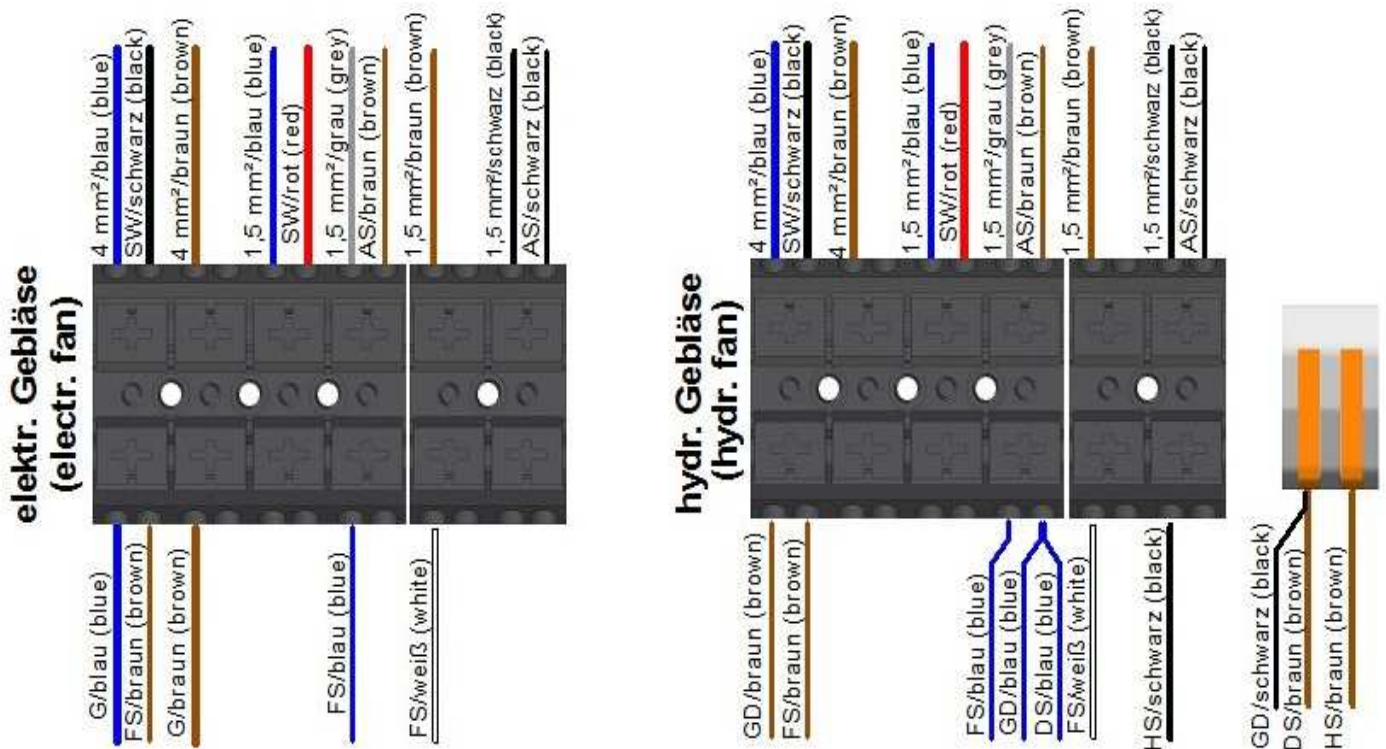 elektr. Gebläse
(electr. fan)
4 mm²/blau (blue)
SW/schwarz (black)
4 mm²/braun (brown)
1,5 mm²/blau (blue)
SW/rot (red)
1,5 mm²/grau (grey)
AS/braun (brown)
1,5 mm²/braun (brown)
1,5 mm²/schwarz (black)
AS/schwarz (black)
G/blau (blue)
FS/braun (brown)
G/braun (brown)
FS/blau (blue)
FS/weiß (white)
hydr. Gebläse
(hydr. fan)
4 mm²/blau (blue)
SW/schwarz (black)
4 mm²/braun (brown)
1,5 mm²/blau (blue)
SW/rot (red)
1,5 mm²/grau (grey)
AS/braun (brown)
1,5 mm²/braun (brown)
1,5 mm²/schwarz (black)
AS/schwarz (black)
GD/braun (brown)
FS/braun (brown)
FS/blau (blue)
GD/blau (blue)
DS/blau (blue)
FS/weiß (white)
HS/schwarz (black)
GD/schwarz (black)
DS/braun (brown)
HS/braun (brown)